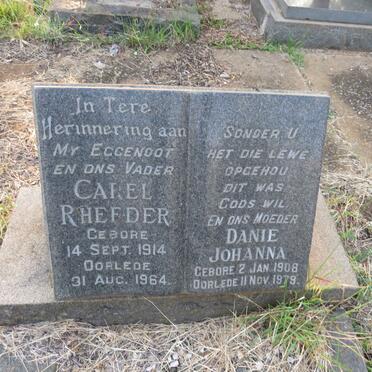 In Tere
Herinnering aan
My Eggenoot
en ons Vader
Carel
Rheeder
Gebore
14 Sept. 1914
Oorlede
31 Aug. 1964.
Sonder U
het die lewe
opgehou
dit was
Gods wil
en ons Moeder
Danie
Johanna
Gebore 2 Jan. 1908
Oorlede 11 Nov. 1979.